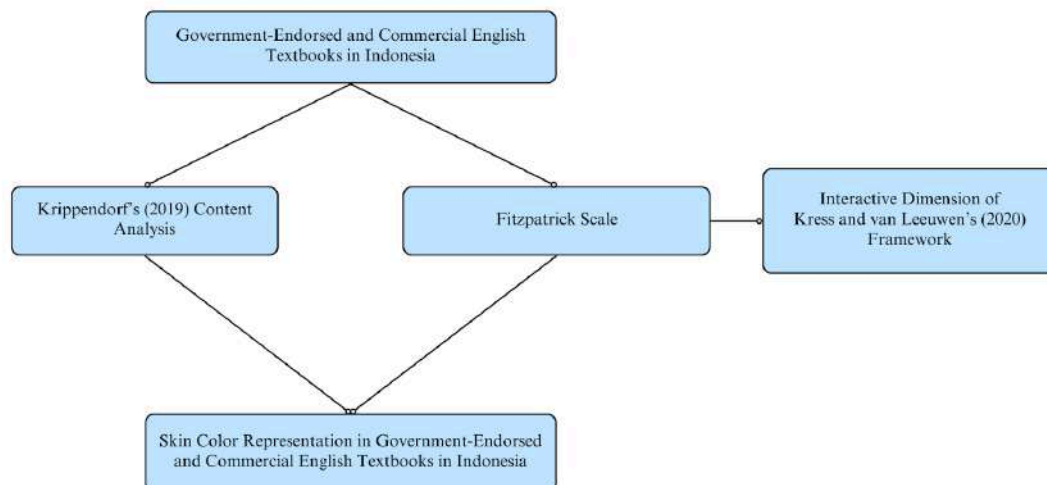 Government-Endorsed and Commercial English
Textbooks in Indonesia
Krippendorf's (2019) Content
Analysis
Fitzpatrick Scale
Interactive Dimension of
Kress and van Leeuwen's (2020)
Framework
Skin Color Representation in Government-Endorsed
and Commercial English Textbooks in Indonesia